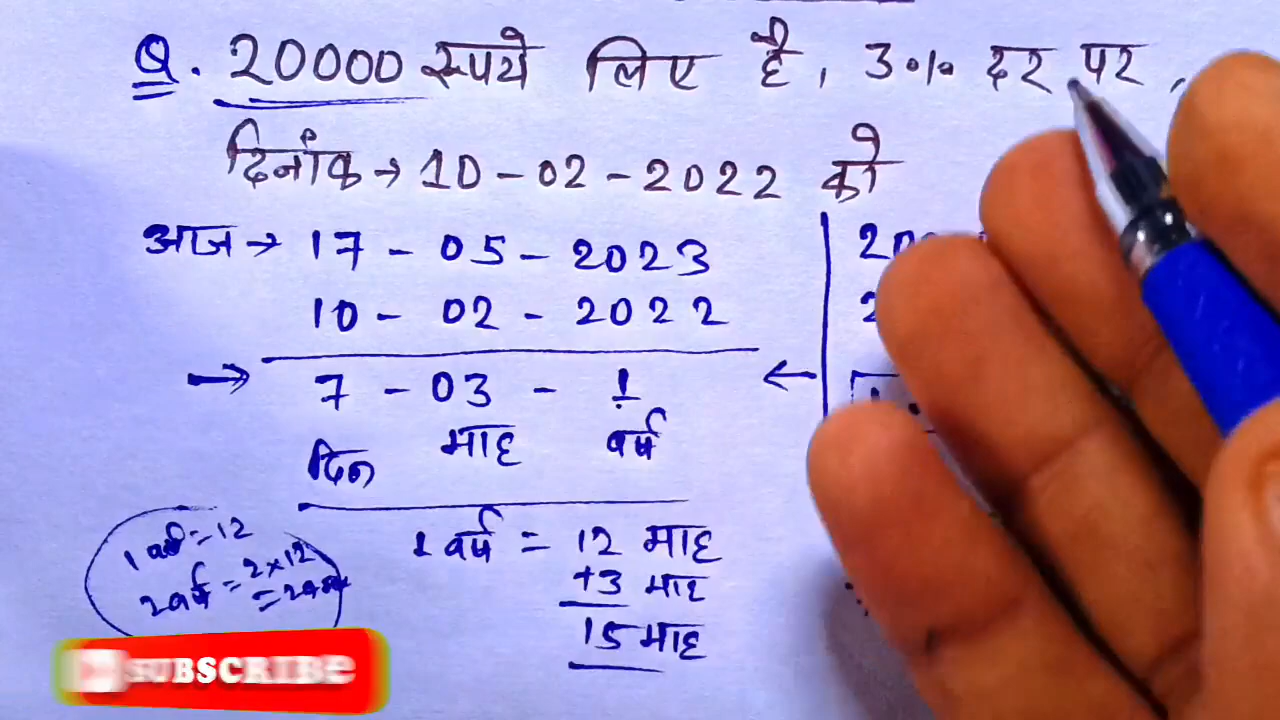 Q. 20000 रूपये लिए है, 3% दर पर,
दिनांक → 10-02-2022 को
आज → 17 - 05 - 2023
10 - 02 - 2022
→ 7 - 03 - 1 ←
दिन माह वर्ष
1 वर्ष = 12 माह
+3 माह
15 माह
1 वर्ष = 12
2 वर्ष = 2×12
SUBSCRIBE